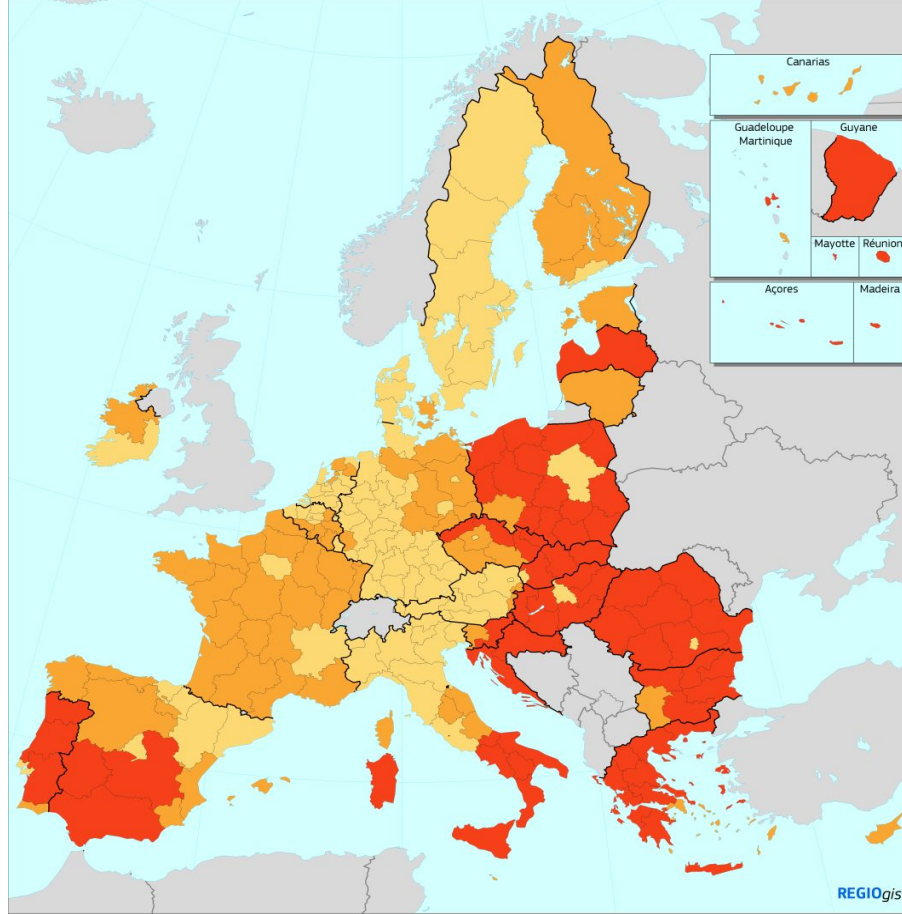 Canarias
Guadeloupe
Martinique
Guyane
Mayotte
Réunion
Açores
Madeira
REGIOgis